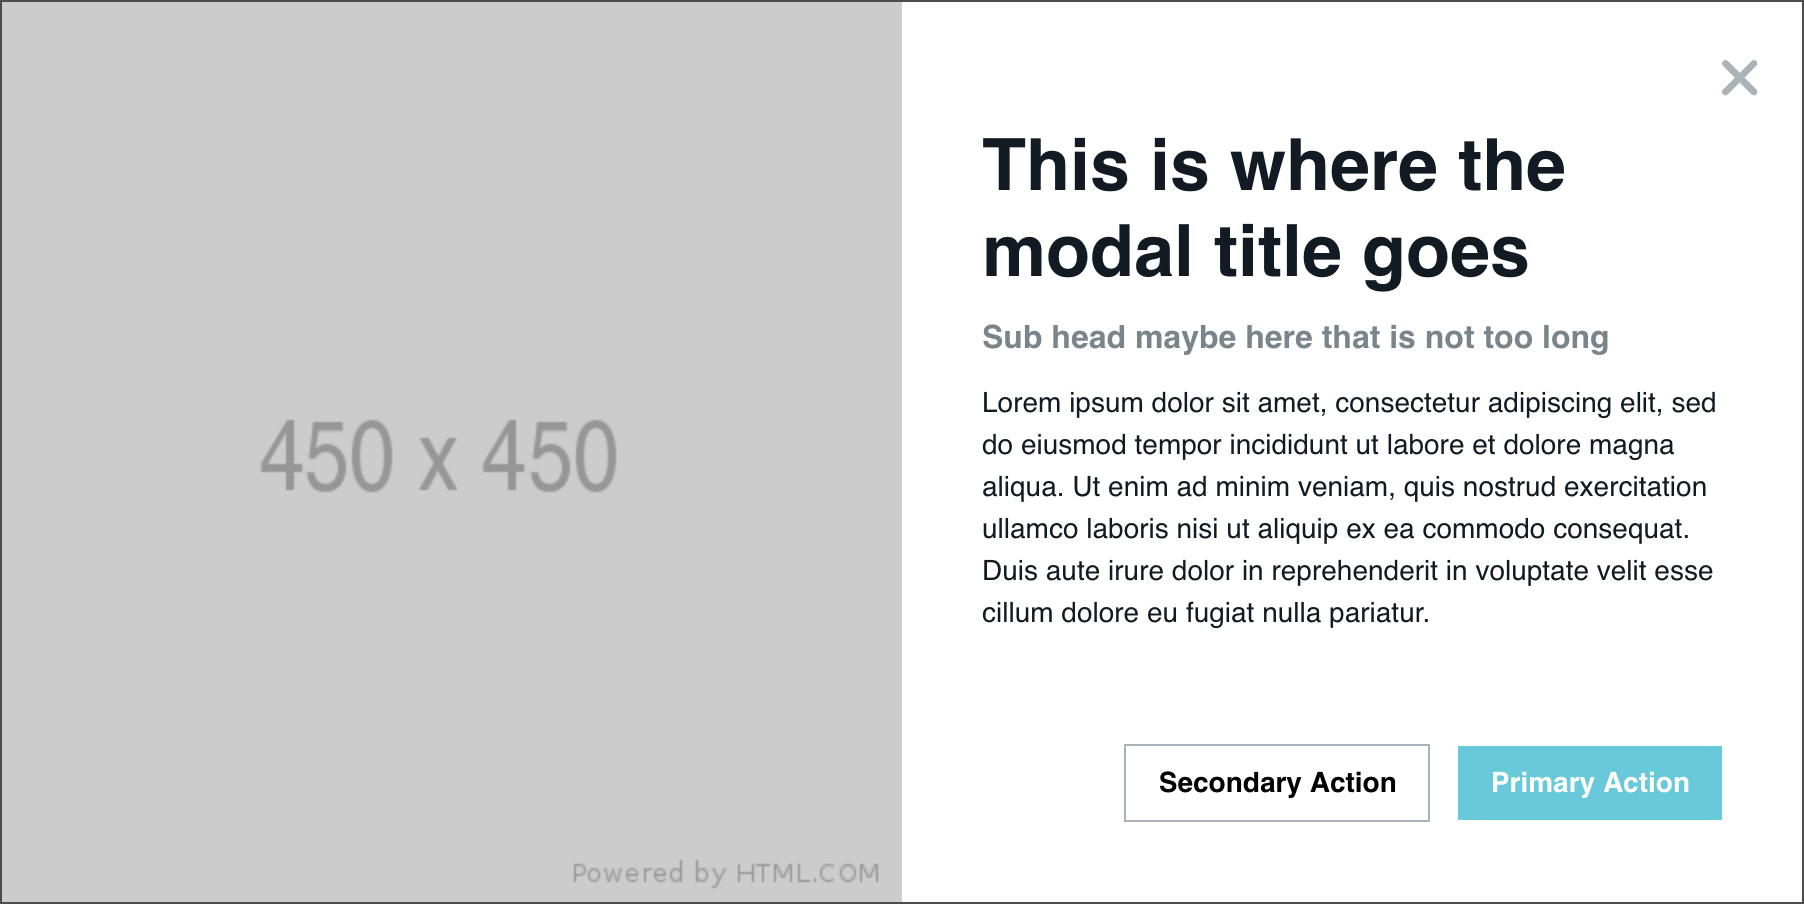 450 x 450
Powered by HTML.COM
This is where the
modal title goes
Sub head maybe here that is not too long
Lorem ipsum dolor sit amet, consectetur adipiscing elit, sed
do eiusmod tempor incididunt ut labore et dolore magna
aliqua. Ut enim ad minim veniam, quis nostrud exercitation
ullamco laboris nisi ut aliquip ex ea commodo consequat.
Duis aute irure dolor in reprehenderit in voluptate velit esse
cillum dolore eu fugiat nulla pariatur.
Secondary Action
Primary Action